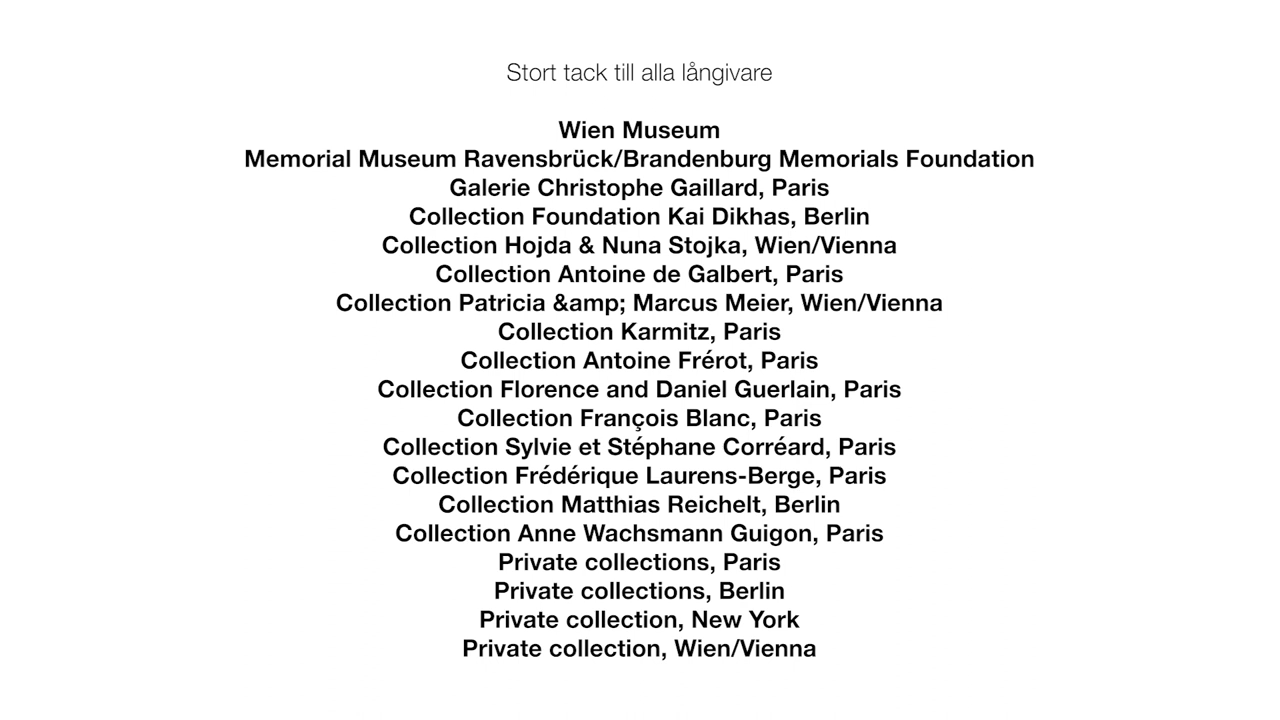 Stort tack till alla långivare
Wien Museum
Memorial Museum Ravensbrück/Brandenburg Memorials Foundation
Galerie Christophe Gaillard, Paris
Collection Foundation Kai Dikhas, Berlin
Collection Hojda & Nuna Stojka, Wien/Vienna
Collection Antoine de Galbert, Paris
Collection Patricia &amp; Marcus Meier, Wien/Vienna
Collection Karmitz, Paris
Collection Antoine Frérot, Paris
Collection Florence and Daniel Guerlain, Paris
Collection François Blanc, Paris
Collection Sylvie et Stéphane Corréard, Paris
Collection Frédérique Laurens-Berge, Paris
Collection Matthias Reichelt, Berlin
Collection Anne Wachsmann Guigon, Paris
Private collections, Paris
Private collections, Berlin
Private collection, New York
Private collection, Wien/Vienna